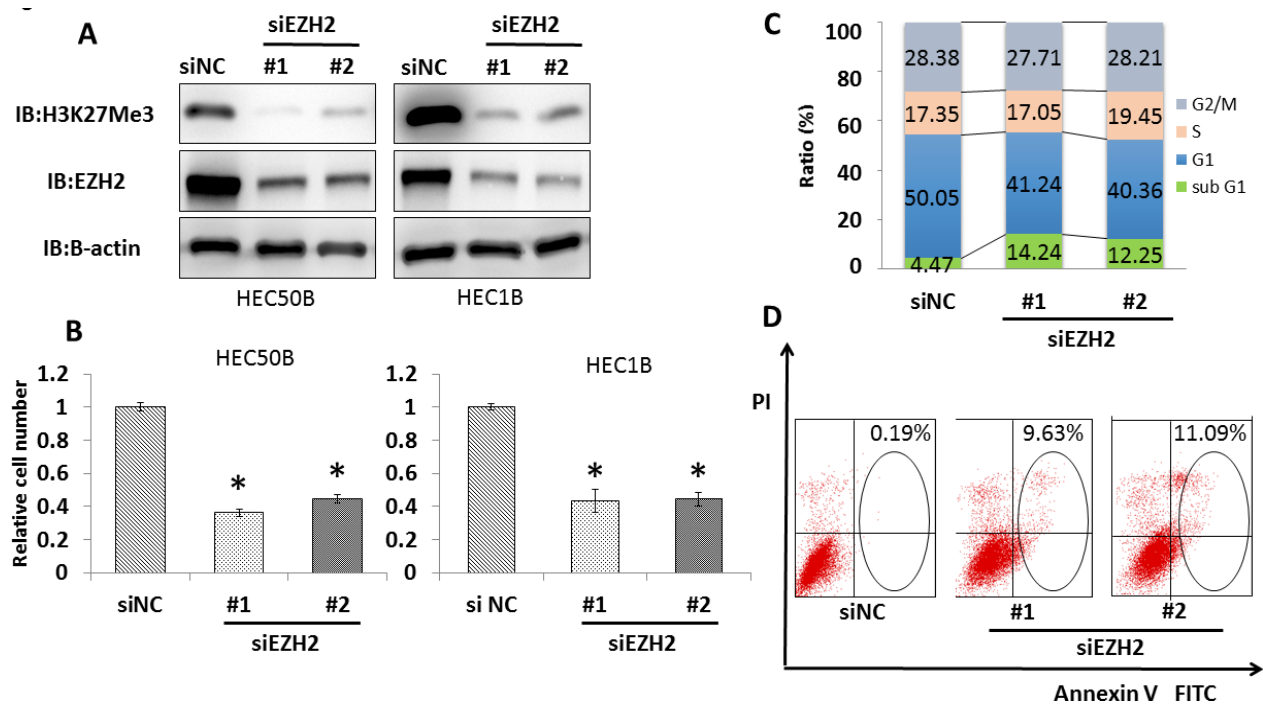 A
siEZH2
siEZH2
siNC
#1
#2
siNC
#1
#2
IB:H3K27Me3
IB:EZH2
IB:B-actin
HEC50B
HEC1B
B
HEC50B
HEC1B
Relative cell number
1.2
1
0.8
0.6
0.4
0.2
0
*
*
siNC
#1
#2
siEZH2
1.2
1
0.8
0.6
0.4
0.2
0
*
*
si NC
#1
#2
siEZH2
C
Ratio (%)
100
80
60
40
20
0
28.38
27.71
28.21
17.35
17.05
19.45
50.05
41.24
40.36
4.47
14.24
12.25
G2/M
S
G1
sub G1
siNC
#1
#2
siEZH2
D
PI
0.19%
9.63%
11.09%
siNC
#1
#2
siEZH2
Annexin V FITC